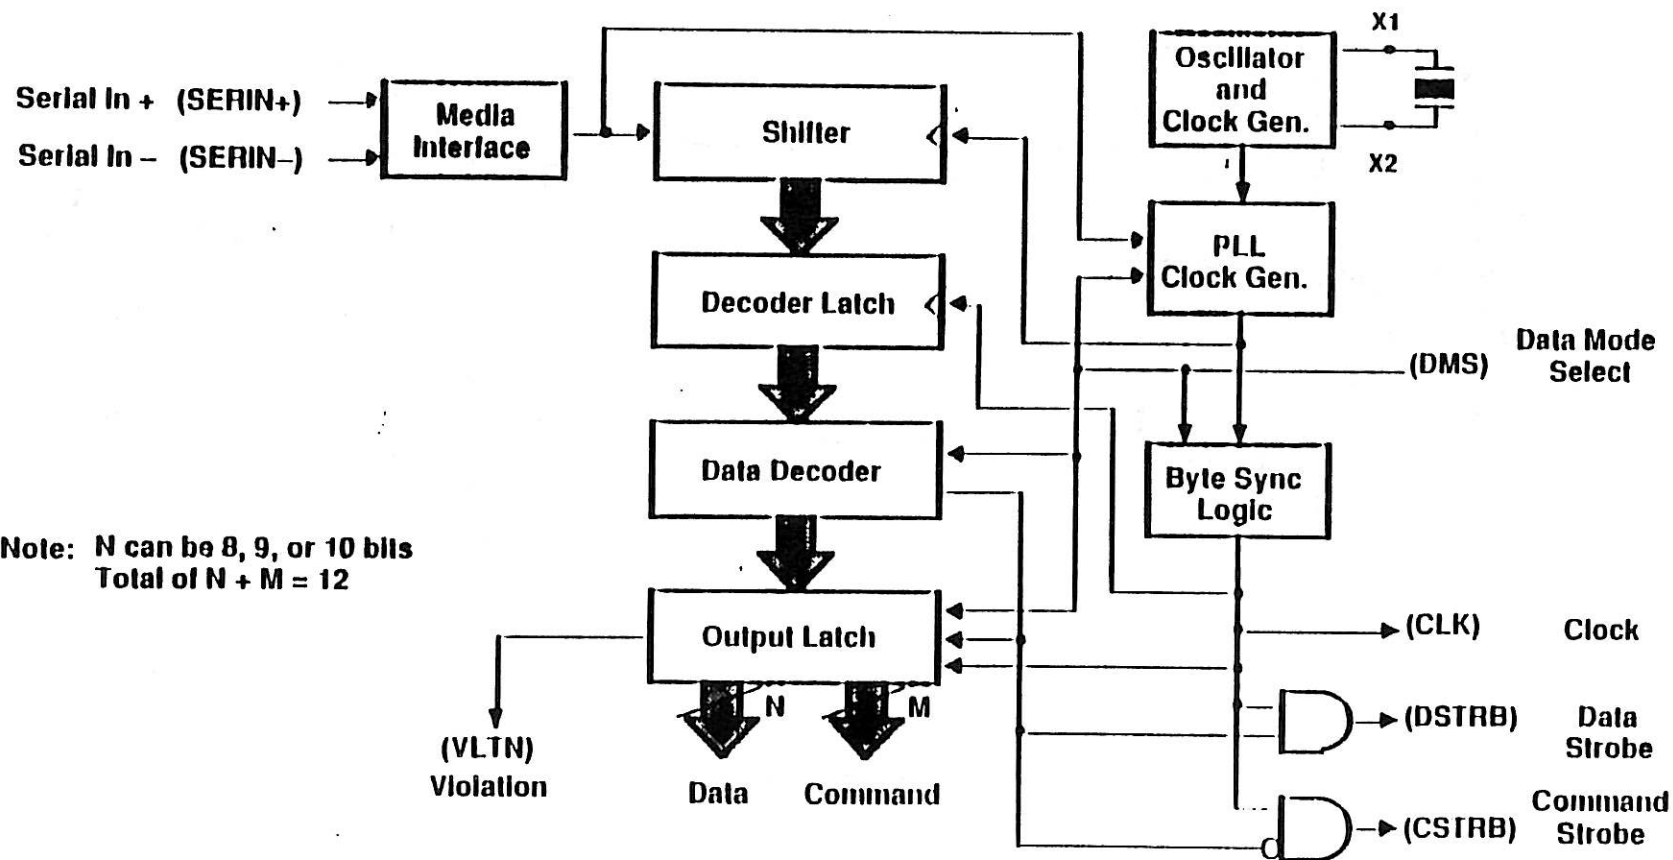 X1
Oscillator
and
Clock Gen.
X2
Serial In + (SERIN+)
Serial In – (SERIN–)
Media
Interface
Shifter
PLL
Clock Gen.
Decoder Latch
Data Mode
Select
(DMS)
Data Decoder
Byte Sync
Logic
Note: N can be 8, 9, or 10 bits
Total of N + M = 12
Output Latch
(CLK) Clock
N
M
(DSTRB) Data
Strobe
(VLTN)
Violation
Data
Command
(CSTRB) Command
Strobe